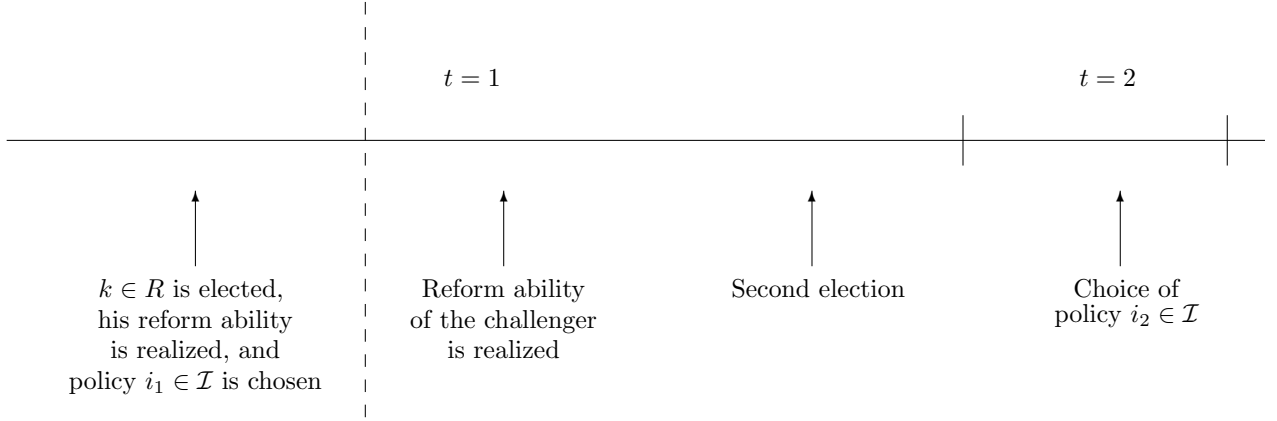 t = 1
t = 2
k ∈ R is elected,
his reform ability
is realized, and
policy i₁ ∈ ℐ is chosen
Reform ability
of the challenger
is realized
Second election
Choice of
policy i₂ ∈ ℐ